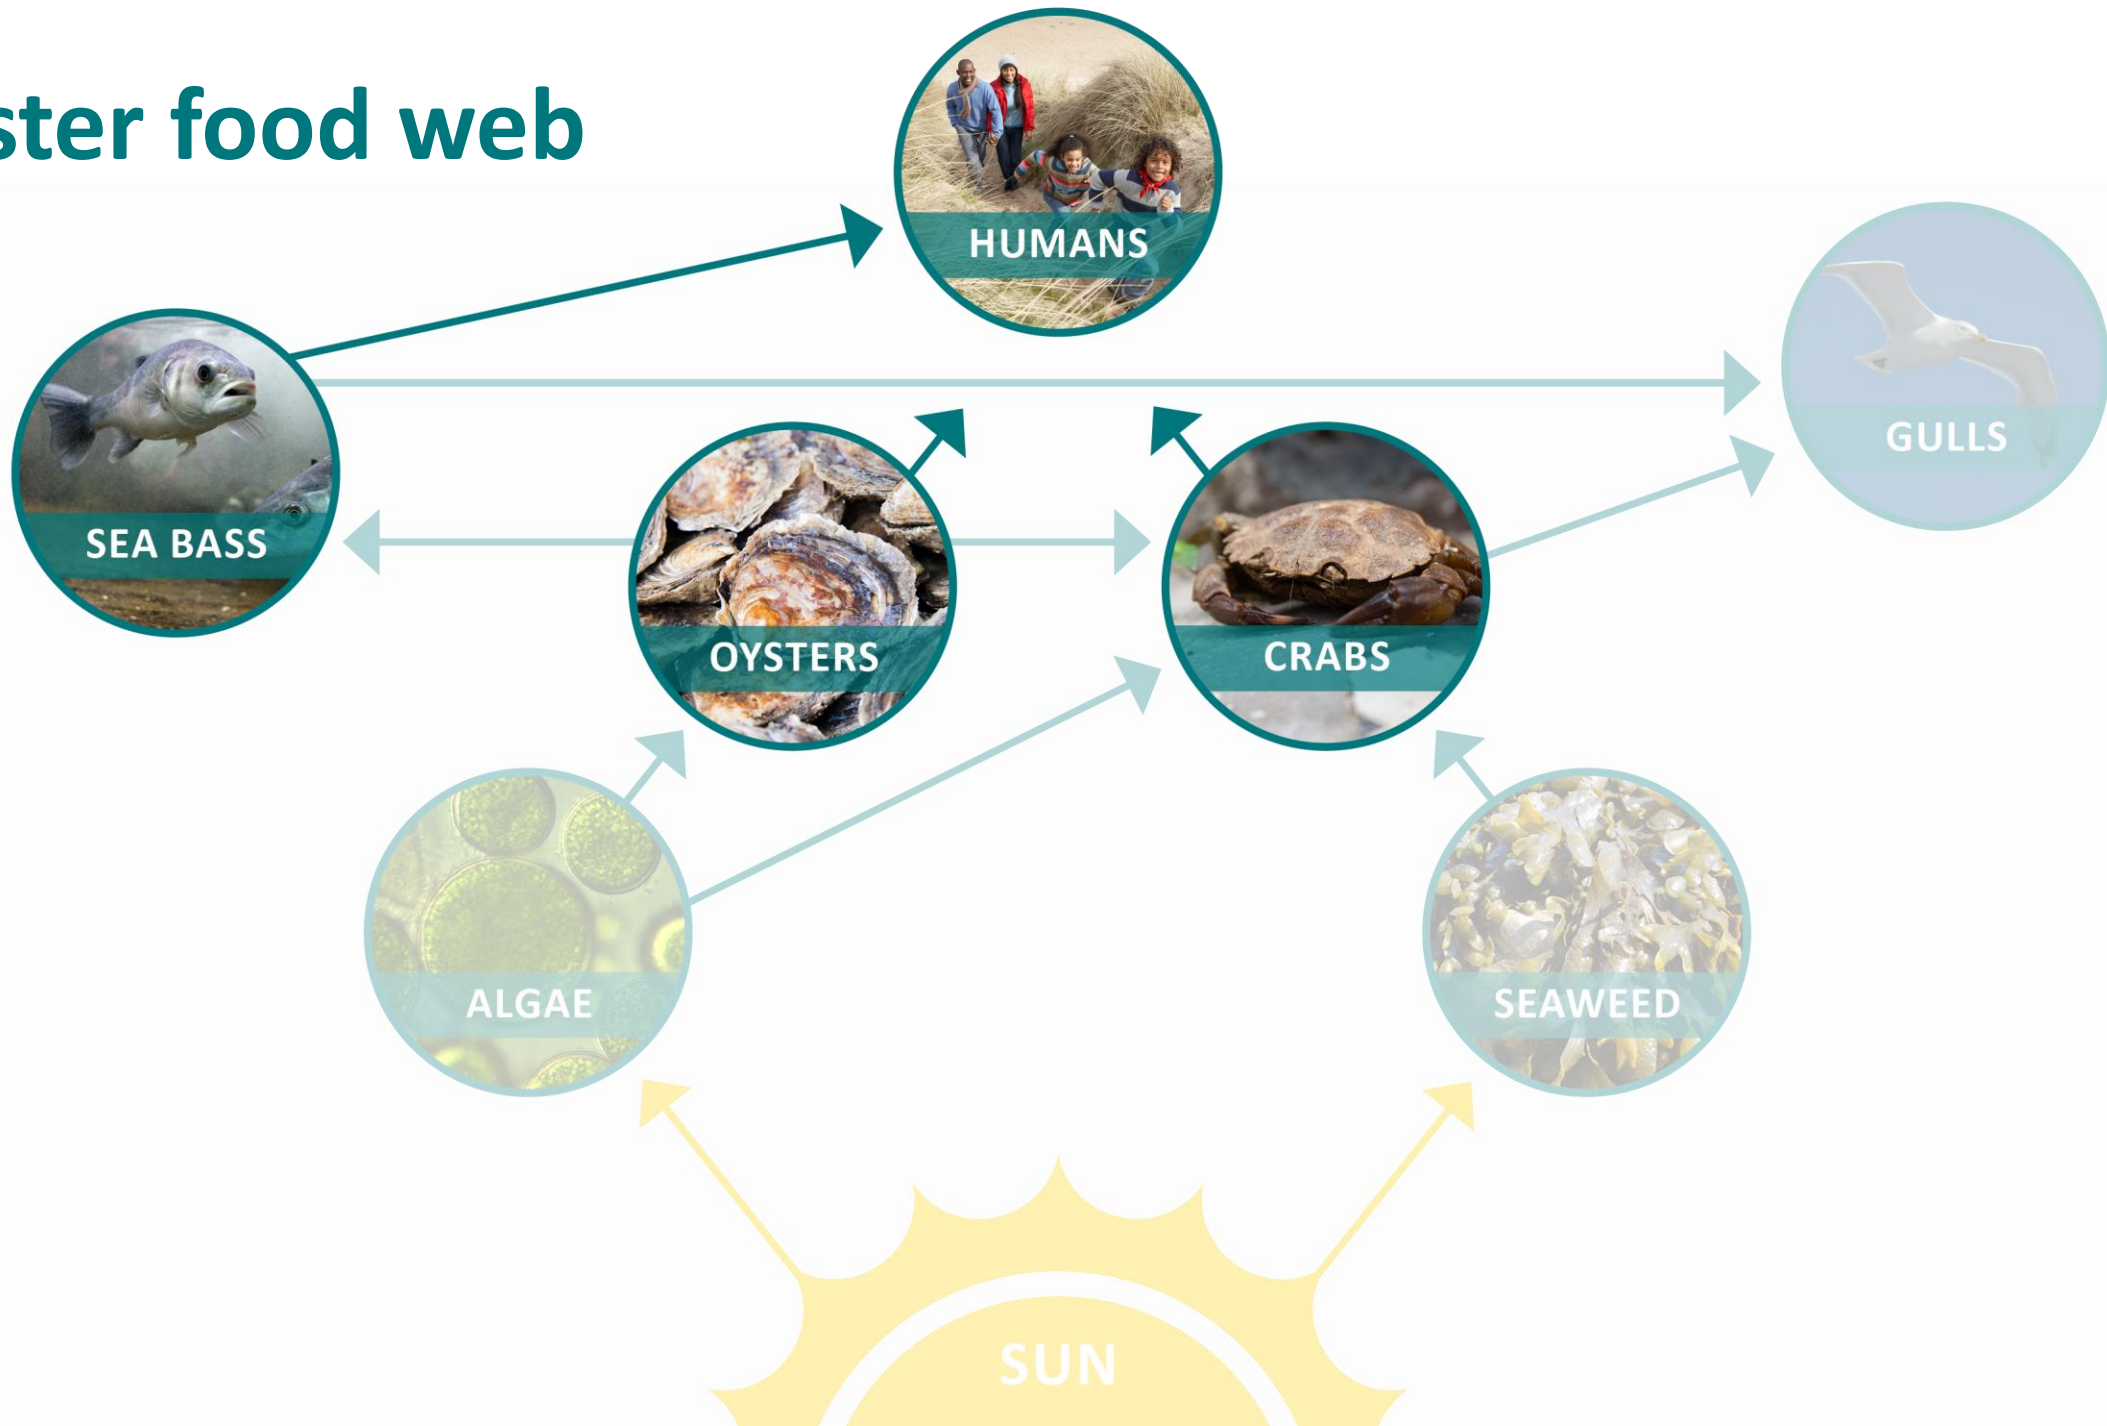 ster food web
HUMANS
GULLS
SEA BASS
OYSTERS
CRABS
ALGAE
SEAWEED
SUN